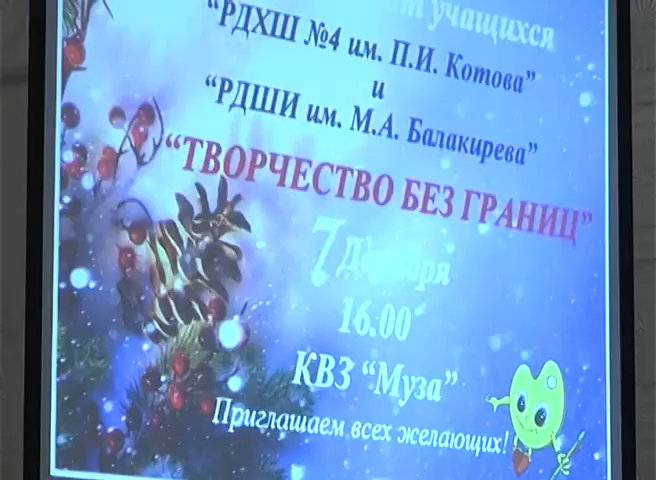 учащихся
“РДХШ №4 им. П.И. Котова”
и
“РДШИ им. М.А. Балакирева”
“ТВОРЧЕСТВО БЕЗ ГРАНИЦ”
7 Декабря
16.00
КВЗ “Муза”
Приглашаем всех желающих!